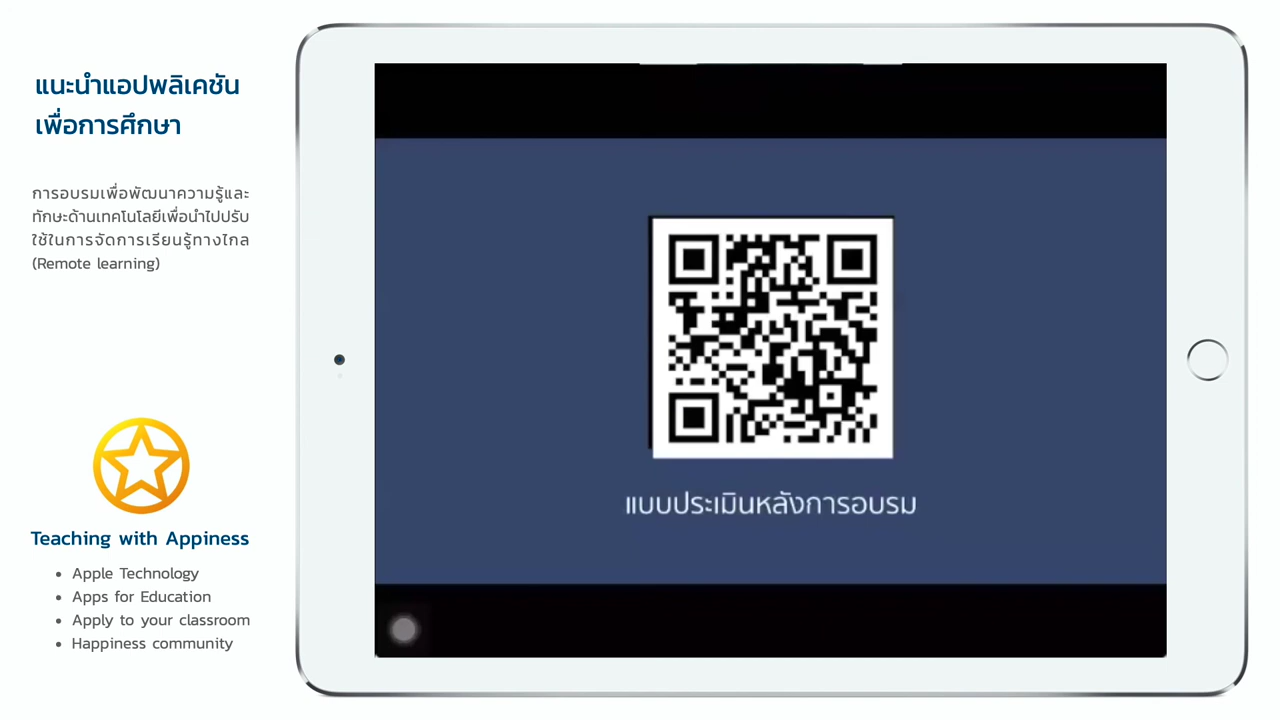 แนะนำแอปพลิเคชัน
เพื่อการศึกษา
การอบรมเพื่อพัฒนาความรู้และ
ทักษะด้านเทคโนโลยีเพื่อนำไปปรับ
ใช้ในการจัดการเรียนรู้ทางไกล
(Remote learning)
Teaching with Appiness
• Apple Technology
• Apps for Education
• Apply to your classroom
• Happiness community
แบบประเมินหลังการอบรม